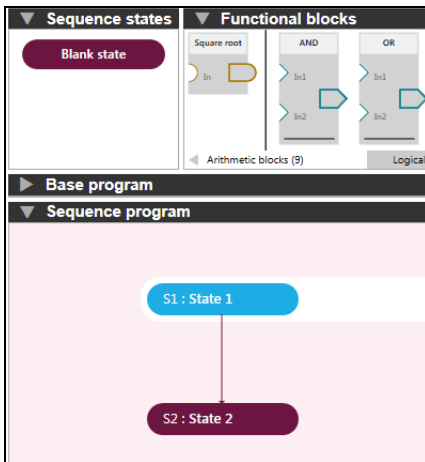 Sequence states
Functional blocks
Blank state
Square root
AND
OR
In
In1
In1
In2
In2
Arithmetic blocks (9)
Logical
Base program
Sequence program
S1 : State 1
S2 : State 2